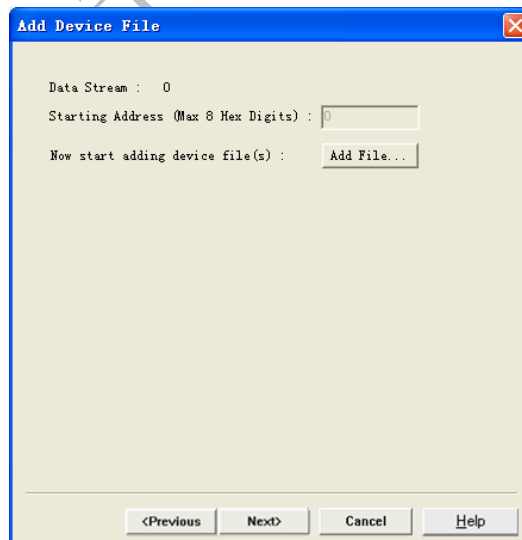 Add Device File
Data Stream : 0
Starting Address (Max 8 Hex Digits) : 0
Now start adding device file(s) : Add File...
<Previous Next> Cancel Help